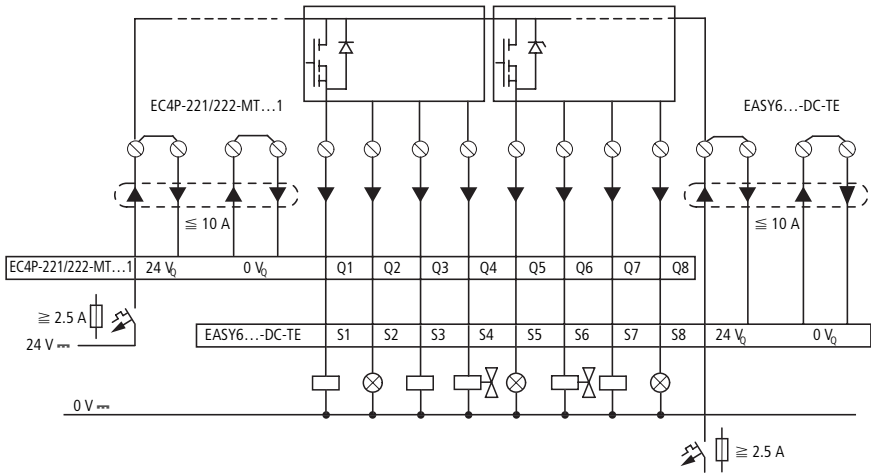 EC4P-221/222-MT…1
EASY6…-DC-TE
≦ 10 A
≦ 10 A
EC4P-221/222-MT…1 24 VQ 0 VQ Q1 Q2 Q3 Q4 Q5 Q6 Q7 Q8
≧ 2.5 A
24 V ⎓
EASY6…-DC-TE S1 S2 S3 S4 S5 S6 S7 S8 24 VQ 0 VQ
0 V ⎓
≧ 2.5 A